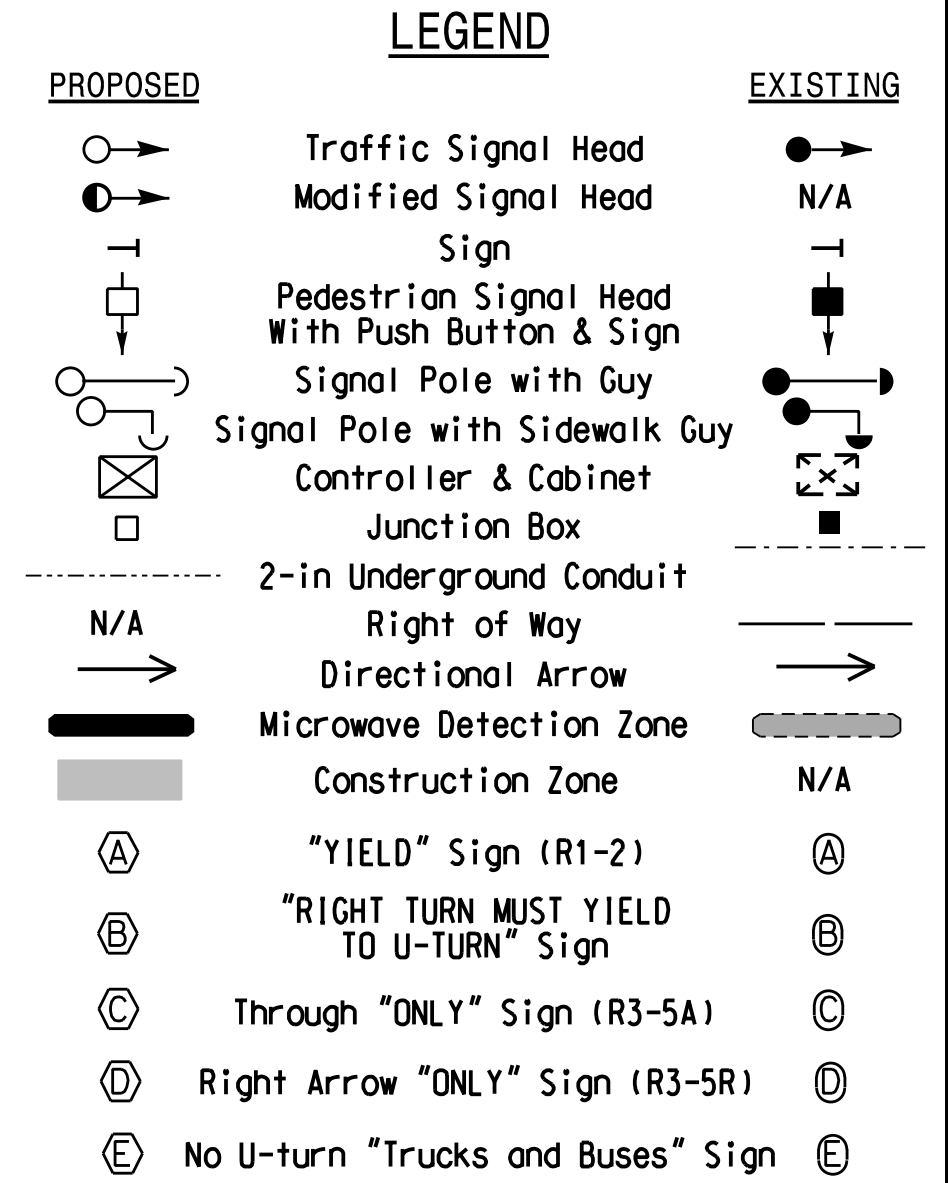 LEGEND
PROPOSED EXISTING
Traffic Signal Head
Modified Signal Head N/A
Sign
Pedestrian Signal Head
With Push Button & Sign
Signal Pole with Guy
Signal Pole with Sidewalk Guy
Controller & Cabinet
Junction Box
2-in Underground Conduit
N/A Right of Way
Directional Arrow
Microwave Detection Zone
Construction Zone N/A
A "YIELD" Sign (R1-2) A
"RIGHT TURN MUST YIELD
B TO U-TURN" Sign B
C Through "ONLY" Sign (R3-5A) C
D Right Arrow "ONLY" Sign (R3-5R) D
E No U-turn "Trucks and Buses" Sign E